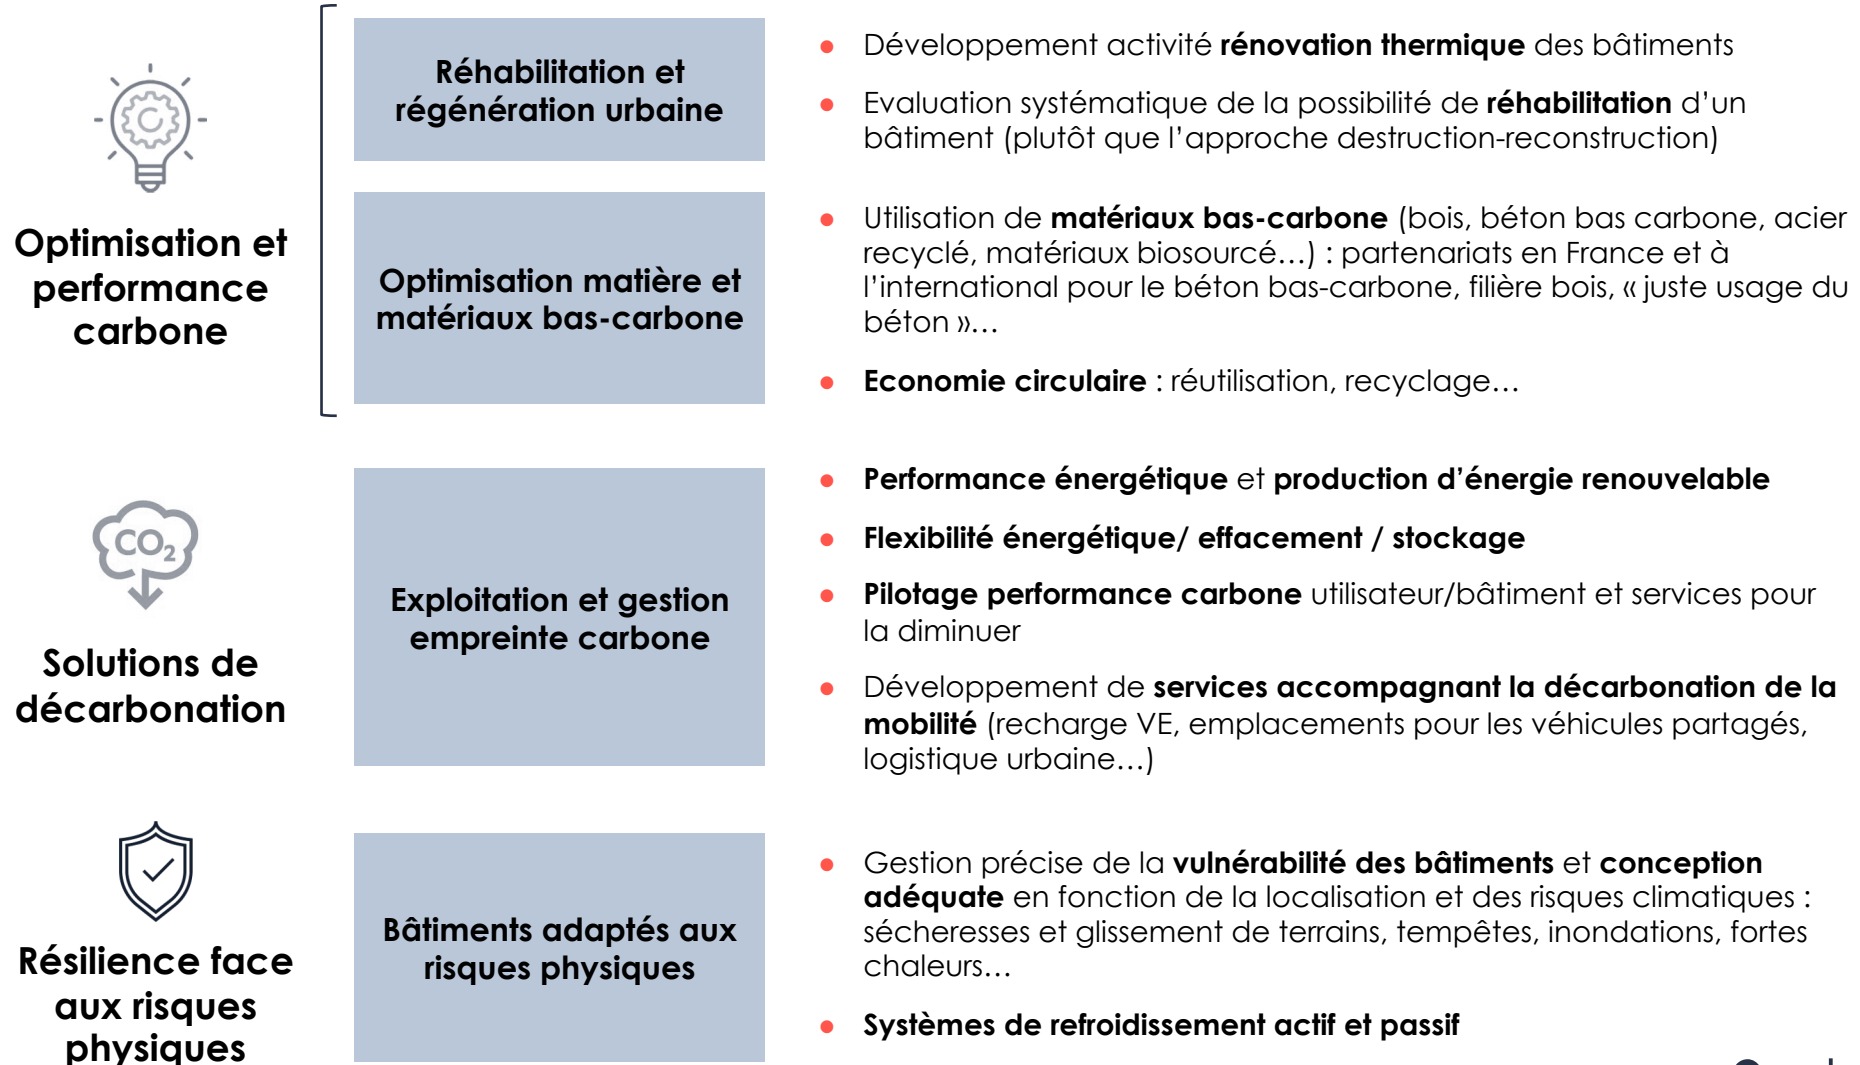 Optimisation et
performance
carbone
Réhabilitation et
régénération urbaine
● Développement activité rénovation thermique des bâtiments
● Evaluation systématique de la possibilité de réhabilitation d’un
bâtiment (plutôt que l’approche destruction-reconstruction)
Optimisation matière et
matériaux bas-carbone
● Utilisation de matériaux bas-carbone (bois, béton bas carbone, acier
recyclé, matériaux biosourcé…) : partenariats en France et à
l’international pour le béton bas-carbone, filière bois, « juste usage du
béton »…
● Economie circulaire : réutilisation, recyclage…
CO2
Solutions de
décarbonation
Exploitation et gestion
empreinte carbone
● Performance énergétique et production d’énergie renouvelable
● Flexibilité énergétique/ effacement / stockage
● Pilotage performance carbone utilisateur/bâtiment et services pour
la diminuer
● Développement de services accompagnant la décarbonation de la
mobilité (recharge VE, emplacements pour les véhicules partagés,
logistique urbaine…)
Résilience face
aux risques
physiques
Bâtiments adaptés aux
risques physiques
● Gestion précise de la vulnérabilité des bâtiments et conception
adéquate en fonction de la localisation et des risques climatiques :
sécheresses et glissement de terrains, tempêtes, inondations, fortes
chaleurs…
● Systèmes de refroidissement actif et passif